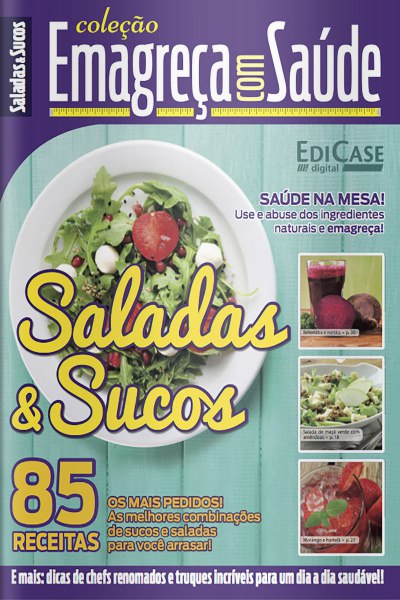 Saladas & Sucos
coleção
Emagreça com Saúde
EDICASE
digital
SAÚDE NA MESA!
Use e abuse dos ingredientes
naturais e emagreça!
Saladas
& Sucos
Salada de maçã verde com
amêndoas • p. 18
Morango e hortelã • p. 27
85
RECEITAS
OS MAIS PEDIDOS!
As melhores combinações
de sucos e saladas
para você arrasar!
E mais: dicas de chefs renomados e truques incríveis para um dia a dia saudável!